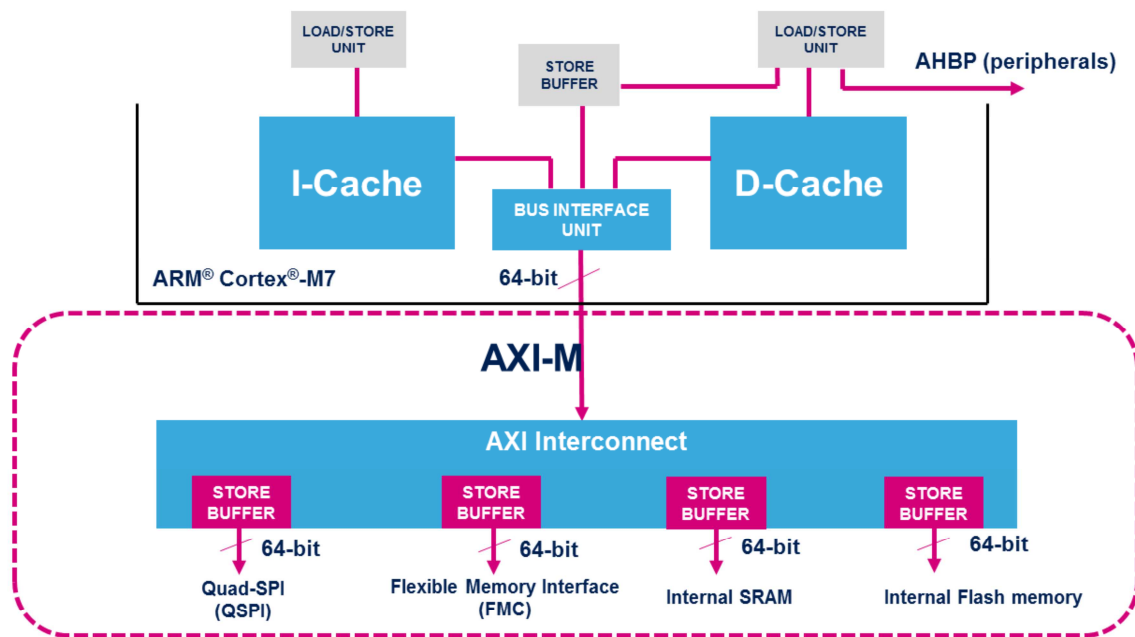 LOAD/STORE
UNIT
STORE
BUFFER
LOAD/STORE
UNIT
AHBP (peripherals)
I-Cache
D-Cache
BUS INTERFACE
UNIT
ARM® Cortex®-M7
64-bit
AXI-M
AXI Interconnect
STORE
BUFFER
64-bit
Quad-SPI
(QSPI)
STORE
BUFFER
64-bit
Flexible Memory Interface
(FMC)
STORE
BUFFER
64-bit
Internal SRAM
STORE
BUFFER
64-bit
Internal Flash memory